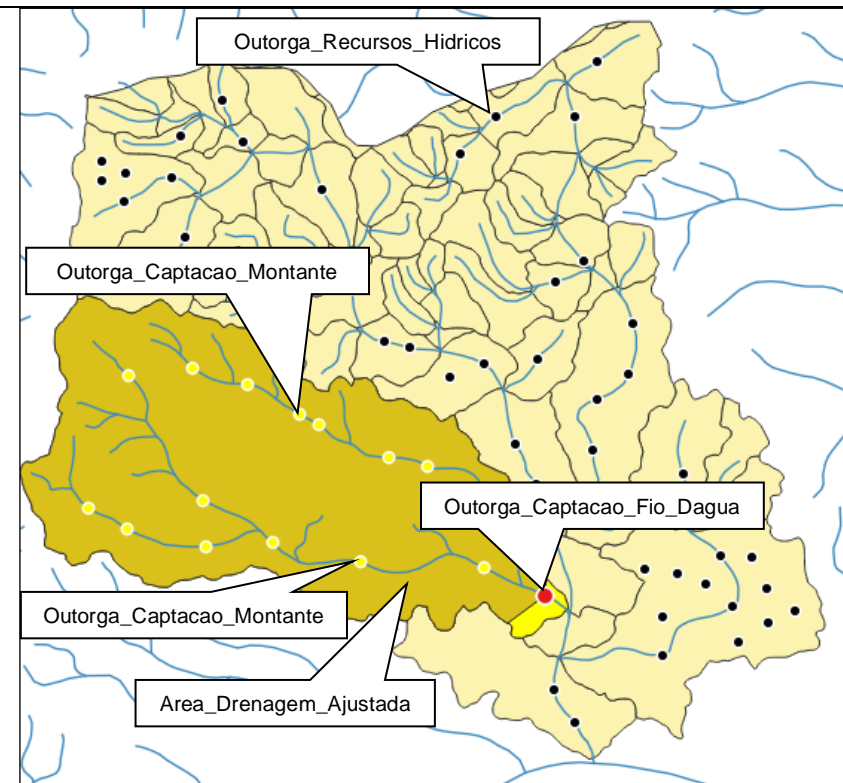 Outorga_Recursos_Hidricos
Outorga_Captacao_Montante
Outorga_Captacao_Fio_Dagua
Outorga_Captacao_Montante
Area_Drenagem_Ajustada